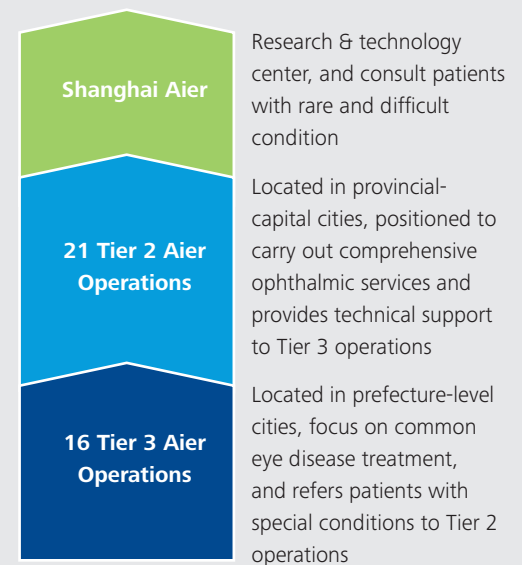 Shanghai Aier
Research & technology
center, and consult patients
with rare and difficult
condition
21 Tier 2 Aier
Operations
Located in provincial-
capital cities, positioned to
carry out comprehensive
ophthalmic services and
provides technical support
to Tier 3 operations
16 Tier 3 Aier
Operations
Located in prefecture-level
cities, focus on common
eye disease treatment,
and refers patients with
special conditions to Tier 2
operations